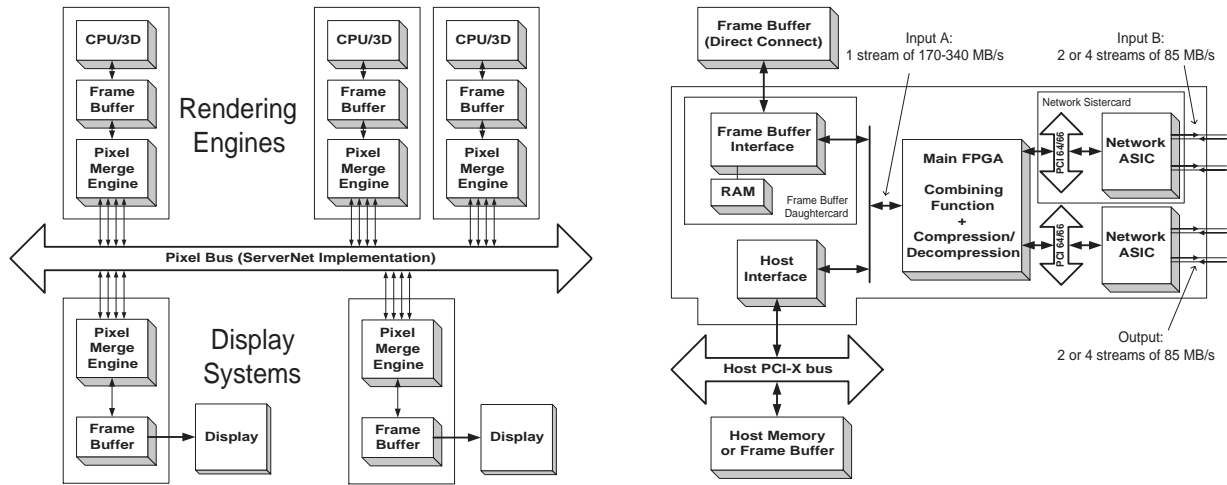 CPU/3D
Frame
Buffer
Pixel
Merge
Engine
Rendering
Engines
CPU/3D
Frame
Buffer
Pixel
Merge
Engine
CPU/3D
Frame
Buffer
Pixel
Merge
Engine
Pixel Bus (ServerNet Implementation)
Pixel
Merge
Engine
Frame
Buffer
Display
Display
Systems
Pixel
Merge
Engine
Frame
Buffer
Display
Frame Buffer
(Direct Connect)
Input A:
1 stream of 170-340 MB/s
Input B:
2 or 4 streams of 85 MB/s
Frame Buffer
Interface
RAM
Frame Buffer
Daughtercard
Host
Interface
Main FPGA
Combining
Function
+
Compression/
Decompression
Network Sistercard
PCI 64/66
Network
ASIC
PCI 64/66
Network
ASIC
Output:
2 or 4 streams of 85 MB/s
Host PCI-X bus
Host Memory
or Frame Buffer